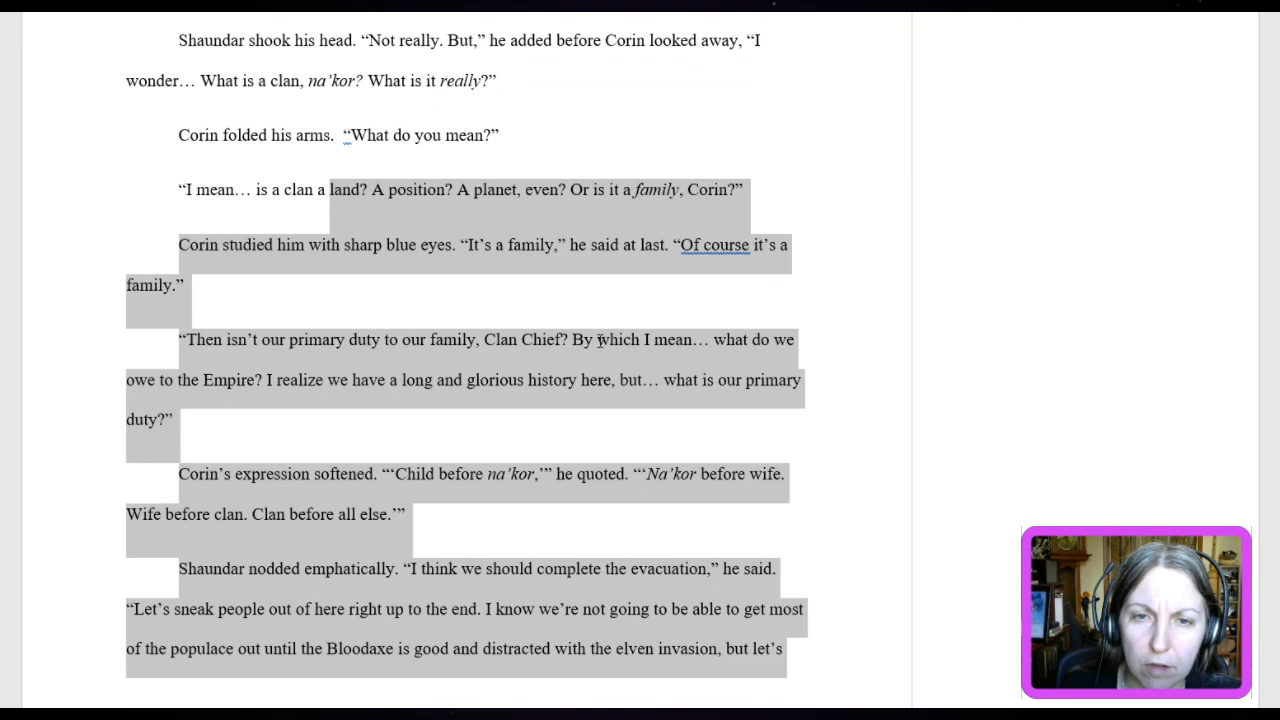 Shaundar shook his head. “Not really. But,” he added before Corin looked away, “I
wonder… What is a clan, na’kor? What is it really?”
Corin folded his arms.  “What do you mean?”
“I mean… is a clan a land? A position? A planet, even? Or is it a family, Corin?”
Corin studied him with sharp blue eyes. “It’s a family,” he said at last. “Of course it’s a
family.”
“Then isn’t our primary duty to our family, Clan Chief? By which I mean… what do we
owe to the Empire? I realize we have a long and glorious history here, but… what is our primary
duty?”
Corin’s expression softened. “‘Child before na’kor,’” he quoted. “‘Na’kor before wife.
Wife before clan. Clan before all else.’”
Shaundar nodded emphatically. “I think we should complete the evacuation,” he said.
“Let’s sneak people out of here right up to the end. I know we’re not going to be able to get most
of the populace out until the Bloodaxe is good and distracted with the elven invasion, but let’s